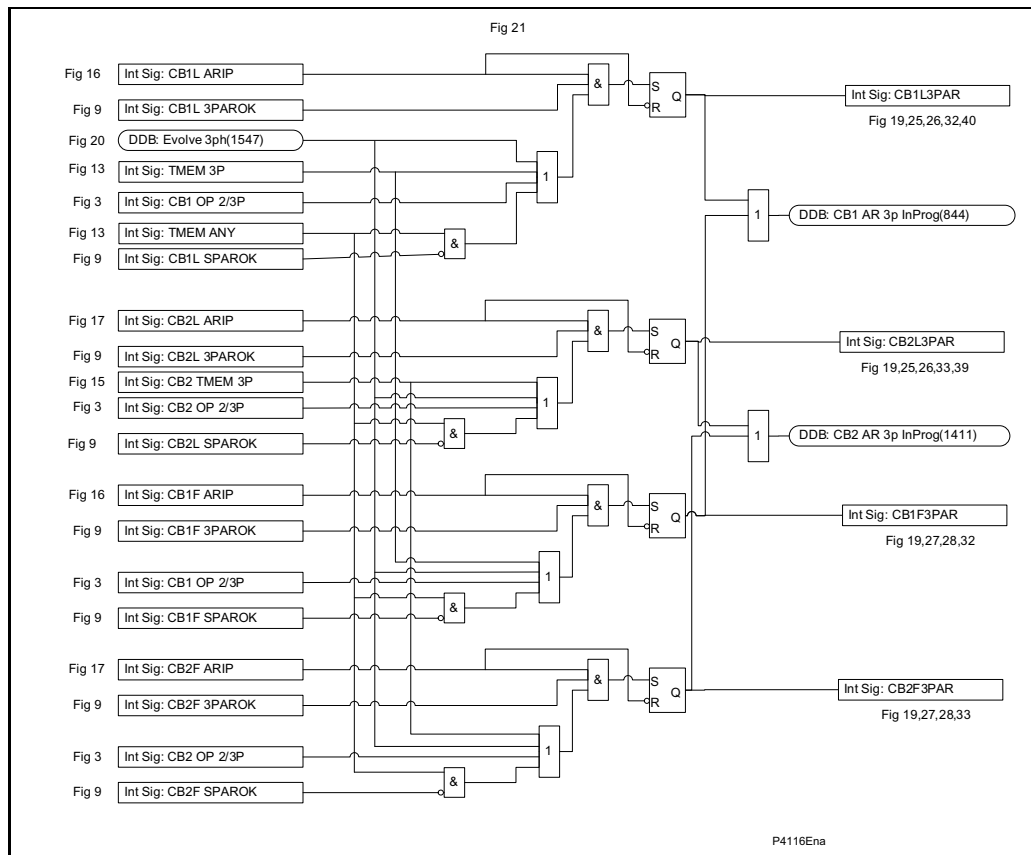 Fig 21
Fig 16 Int Sig: CB1L ARIP & S Q R Int Sig: CB1L3PAR
Fig 9 Int Sig: CB1L 3PAROK Fig 19,25,26,32,40
Fig 20 DDB: Evolve 3ph(1547)
Fig 13 Int Sig: TMEM 3P 1
Fig 3 Int Sig: CB1 OP 2/3P 1 DDB: CB1 AR 3p InProg(844)
Fig 13 Int Sig: TMEM ANY &
Fig 9 Int Sig: CB1L SPAROK
Fig 17 Int Sig: CB2L ARIP & S Q R Int Sig: CB2L3PAR
Fig 9 Int Sig: CB2L 3PAROK Fig 19,25,26,33,39
Fig 15 Int Sig: CB2 TMEM 3P 1
Fig 3 Int Sig: CB2 OP 2/3P
Fig 9 Int Sig: CB2L SPAROK & 1 DDB: CB2 AR 3p InProg(1411)
Fig 16 Int Sig: CB1F ARIP & S Q R Int Sig: CB1F3PAR
Fig 9 Int Sig: CB1F 3PAROK Fig 19,27,28,32
Fig 3 Int Sig: CB1 OP 2/3P 1
Fig 9 Int Sig: CB1F SPAROK &
Fig 17 Int Sig: CB2F ARIP & S Q R Int Sig: CB2F3PAR
Fig 9 Int Sig: CB2F 3PAROK Fig 19,27,28,33
Fig 3 Int Sig: CB2 OP 2/3P 1
Fig 9 Int Sig: CB2F SPAROK &
P4116Ena